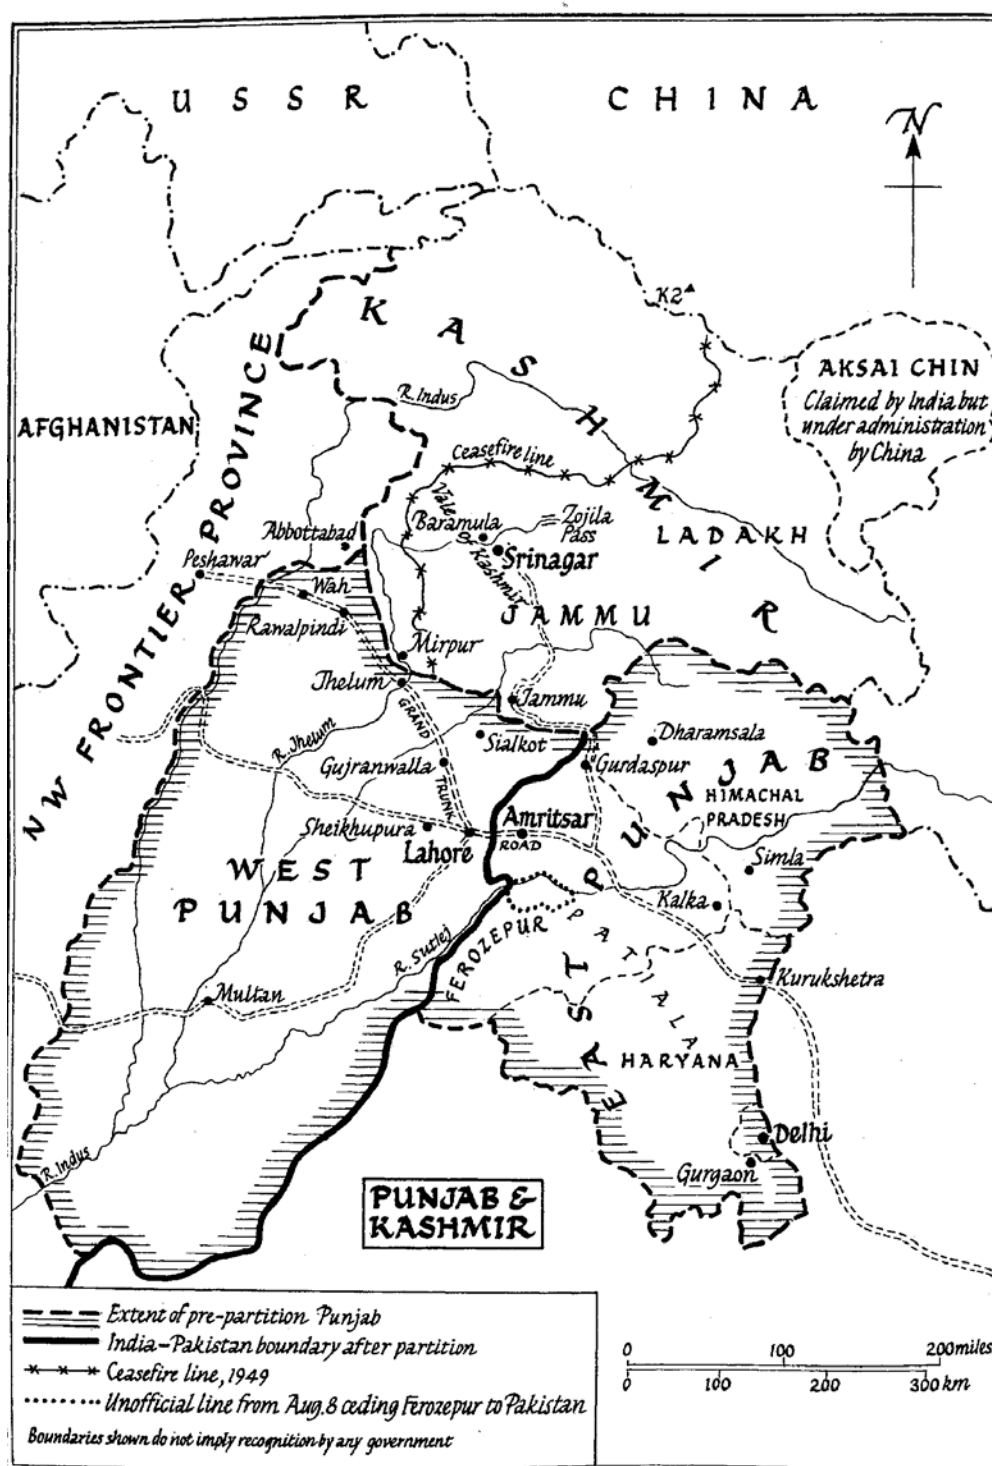 USSR
CHINA
N
K2
KASHMIR
AKSAI CHIN
Claimed by India but
under administration
by China
AFGHANISTAN
NW FRONTIER PROVINCE
R. Indus
Ceasefire line
Vale of Kashmir
Baramula
Zojila
Pass
Srinagar
LADAKH
Abbottabad
Peshawar
Wah
Rawalpindi
JAMMU
Mirpur
Jhelum
Jammu
GRAND
TRUNK
ROAD
R. Jhelum
Sialkot
Dharamsala
Gujranwalla
Gurdaspur
EAST PUNJAB
HIMACHAL
PRADESH
Sheikhupura
Lahore
Amritsar
Simla
WEST
PUNJAB
Kalka
R. Sutlej
FEROZEPUR
PATIALA
Kurukshetra
Multan
HARYANA
Delhi
Gurgaon
R. Indus
PUNJAB &
KASHMIR
Extent of pre-partition Punjab
India-Pakistan boundary after partition
Ceasefire line, 1949
Unofficial line from Aug. 8 ceding Ferozepur to Pakistan
Boundaries shown do not imply recognition by any government
0 100 200 miles
0 100 200 300 km